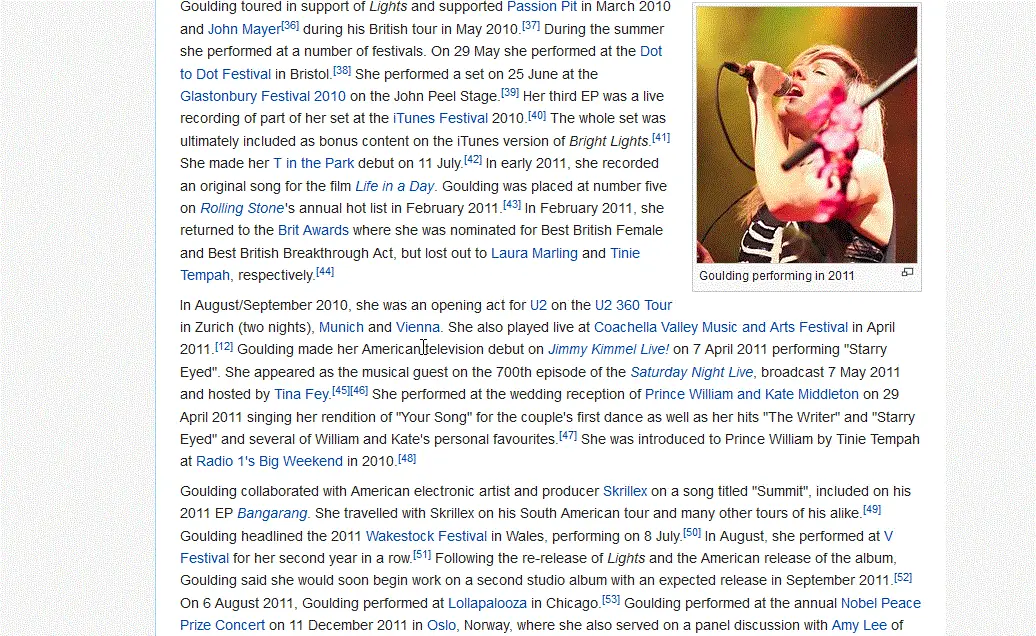 Goulding toured in support of Lights and supported Passion Pit in March 2010
and John Mayer[36] during his British tour in May 2010.[37] During the summer
she performed at a number of festivals. On 29 May she performed at the Dot
to Dot Festival in Bristol.[38] She performed a set on 25 June at the
Glastonbury Festival 2010 on the John Peel Stage.[39] Her third EP was a live
recording of part of her set at the iTunes Festival 2010.[40] The whole set was
ultimately included as bonus content on the iTunes version of Bright Lights.[41]
She made her T in the Park debut on 11 July.[42] In early 2011, she recorded
an original song for the film Life in a Day. Goulding was placed at number five
on Rolling Stone's annual hot list in February 2011.[43] In February 2011, she
returned to the Brit Awards where she was nominated for Best British Female
and Best British Breakthrough Act, but lost out to Laura Marling and Tinie
Tempah, respectively.[44]
Goulding performing in 2011
In August/September 2010, she was an opening act for U2 on the U2 360 Tour
in Zurich (two nights), Munich and Vienna. She also played live at Coachella Valley Music and Arts Festival in April
2011.[12] Goulding made her American television debut on Jimmy Kimmel Live! on 7 April 2011 performing "Starry
Eyed". She appeared as the musical guest on the 700th episode of the Saturday Night Live, broadcast 7 May 2011
and hosted by Tina Fey.[45][46] She performed at the wedding reception of Prince William and Kate Middleton on 29
April 2011 singing her rendition of "Your Song" for the couple's first dance as well as her hits "The Writer" and "Starry
Eyed" and several of William and Kate's personal favourites.[47] She was introduced to Prince William by Tinie Tempah
at Radio 1's Big Weekend in 2010.[48]
Goulding collaborated with American electronic artist and producer Skrillex on a song titled "Summit", included on his
2011 EP Bangarang. She travelled with Skrillex on his South American tour and many other tours of his alike.[49]
Goulding headlined the 2011 Wakestock Festival in Wales, performing on 8 July.[50] In August, she performed at V
Festival for her second year in a row.[51] Following the re-release of Lights and the American release of the album,
Goulding said she would soon begin work on a second studio album with an expected release in September 2011.[52]
On 6 August 2011, Goulding performed at Lollapalooza in Chicago.[53] Goulding performed at the annual Nobel Peace
Prize Concert on 11 December 2011 in Oslo, Norway, where she also served on a panel discussion with Amy Lee of